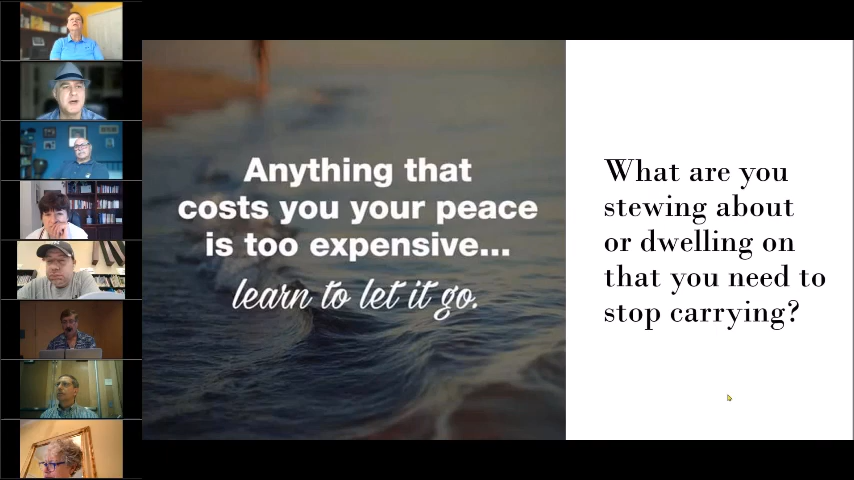 Anything that
costs you your peace
is too expensive...
learn to let it go.
What are you
stewing about
or dwelling on
that you need to
stop carrying?